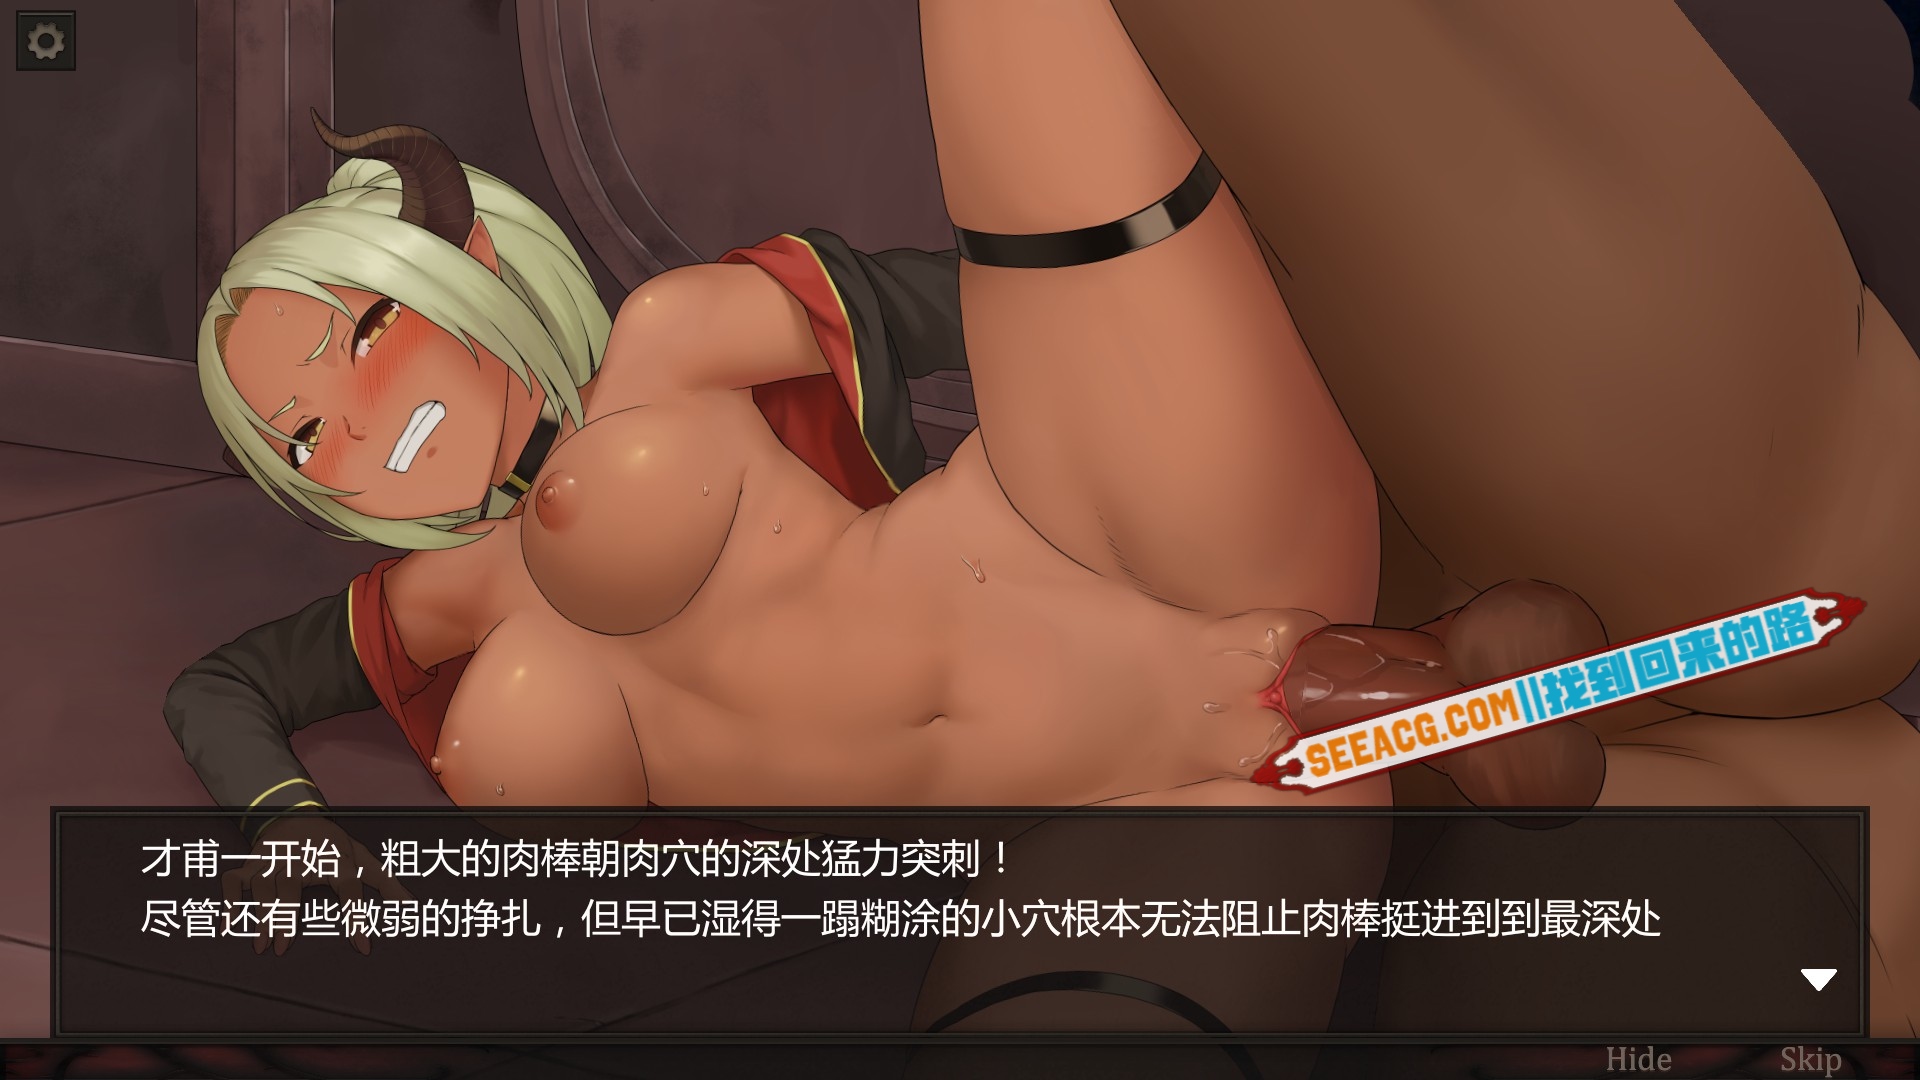 SEEACG.COM||找到回来的路
才甫一开始，粗大的肉棒朝肉穴的深处猛力突刺！
尽管还有些微弱的挣扎，但早已湿得一蹋糊涂的小穴根本无法阻止肉棒挺进到到最深处
Hide Skip